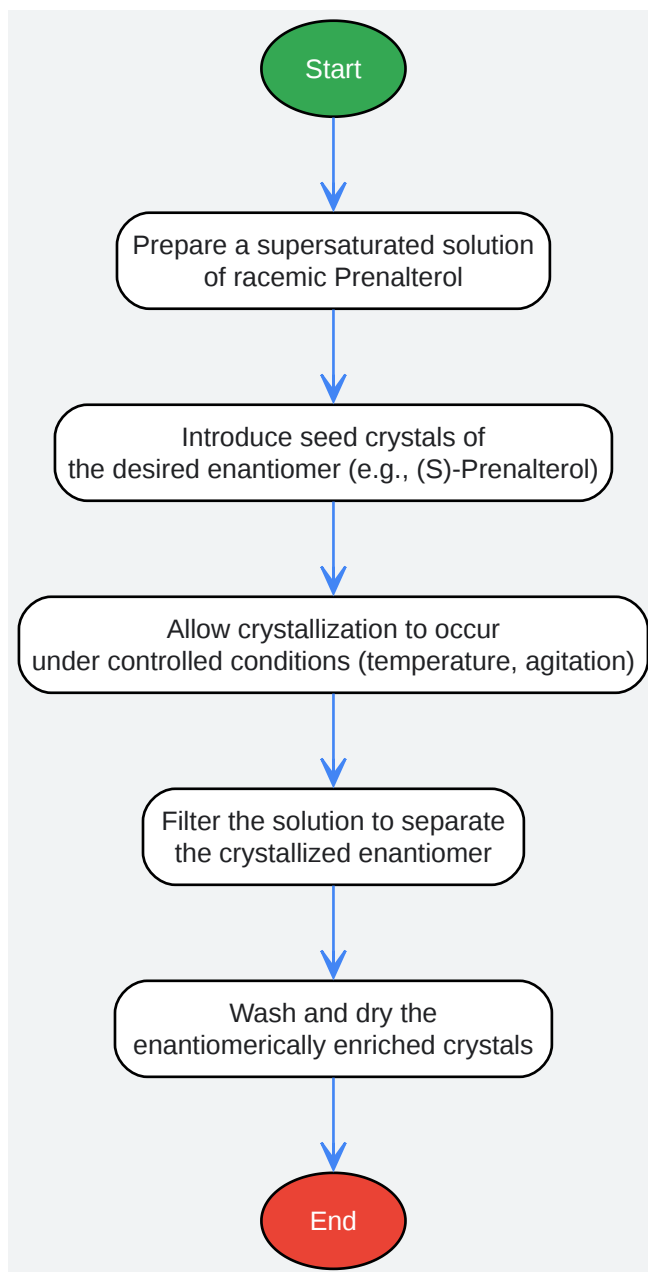 Start
Prepare a supersaturated solution
of racemic Prenalterol
Introduce seed crystals of
the desired enantiomer (e.g., (S)-Prenalterol)
Allow crystallization to occur
under controlled conditions (temperature, agitation)
Filter the solution to separate
the crystallized enantiomer
Wash and dry the
enantiomerically enriched crystals
End